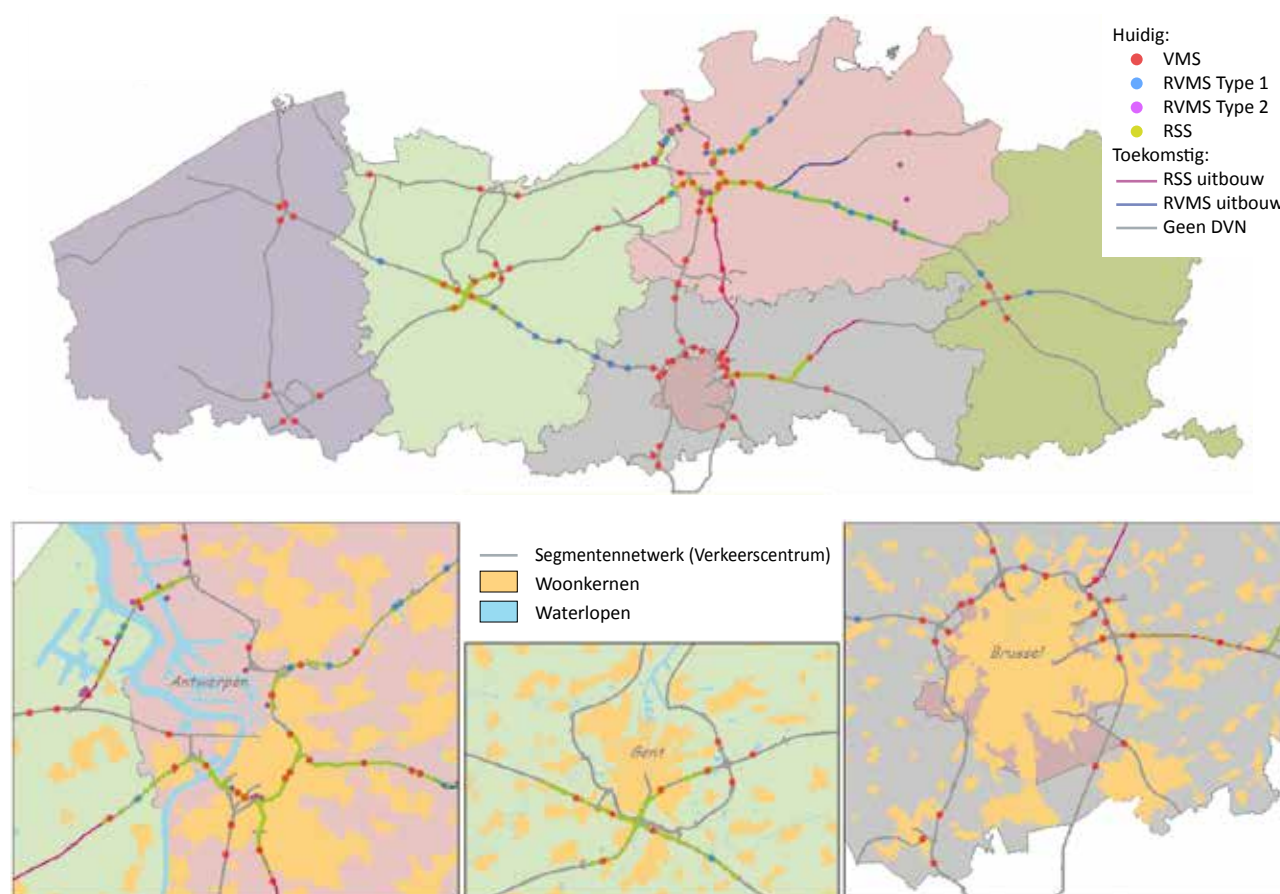 Huidig:
VMS
RVMS Type 1
RVMS Type 2
RSS
Toekomstig:
RSS uitbouw
RVMS uitbouw
Geen DVN
Segmentennetwerk (Verkeerscentrum)
Woonkernen
Waterlopen
Antwerpen
Gent
Brussel